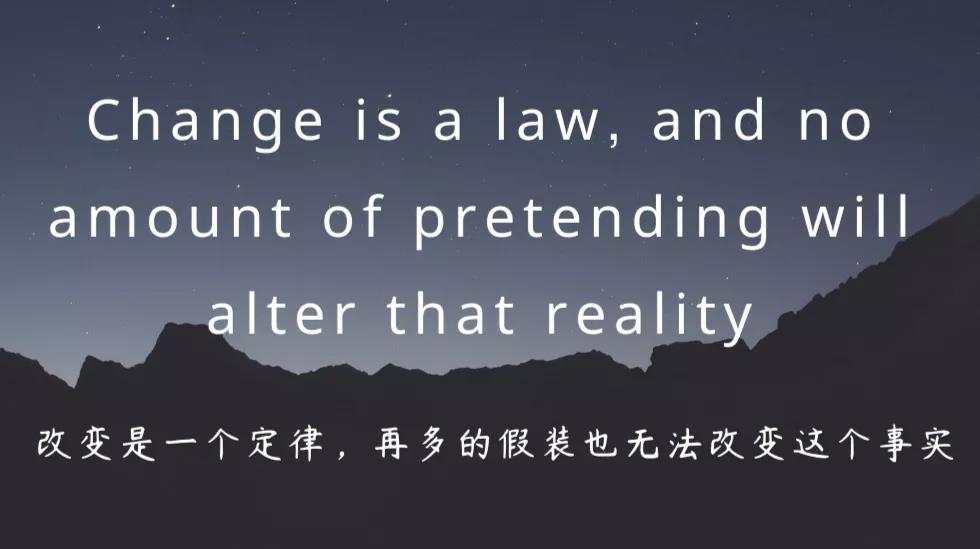 Change is a law, and no
amount of pretending will
alter that reality
改变是一个定律，再多的假装也无法改变这个事实